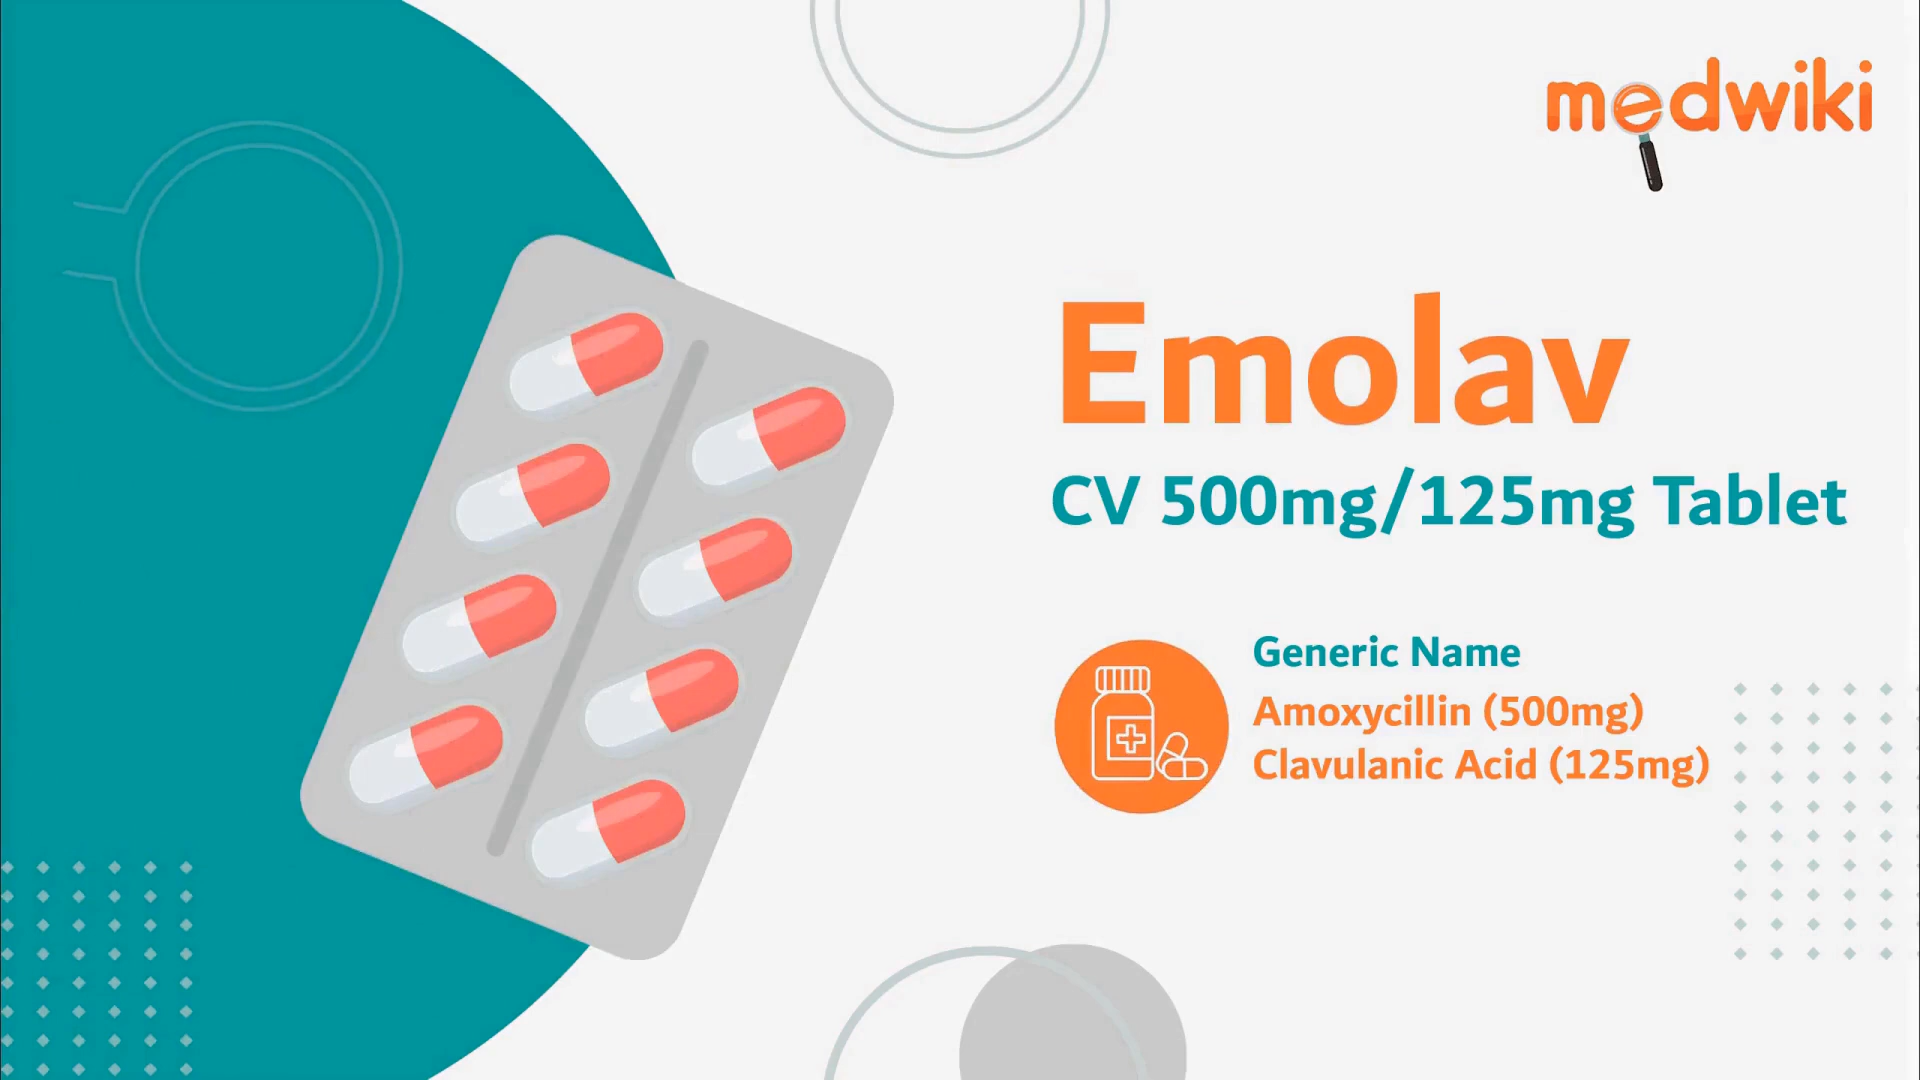 medwiki
Emolav
CV 500mg/125mg Tablet
Generic Name
Amoxycillin (500mg)
Clavulanic Acid (125mg)